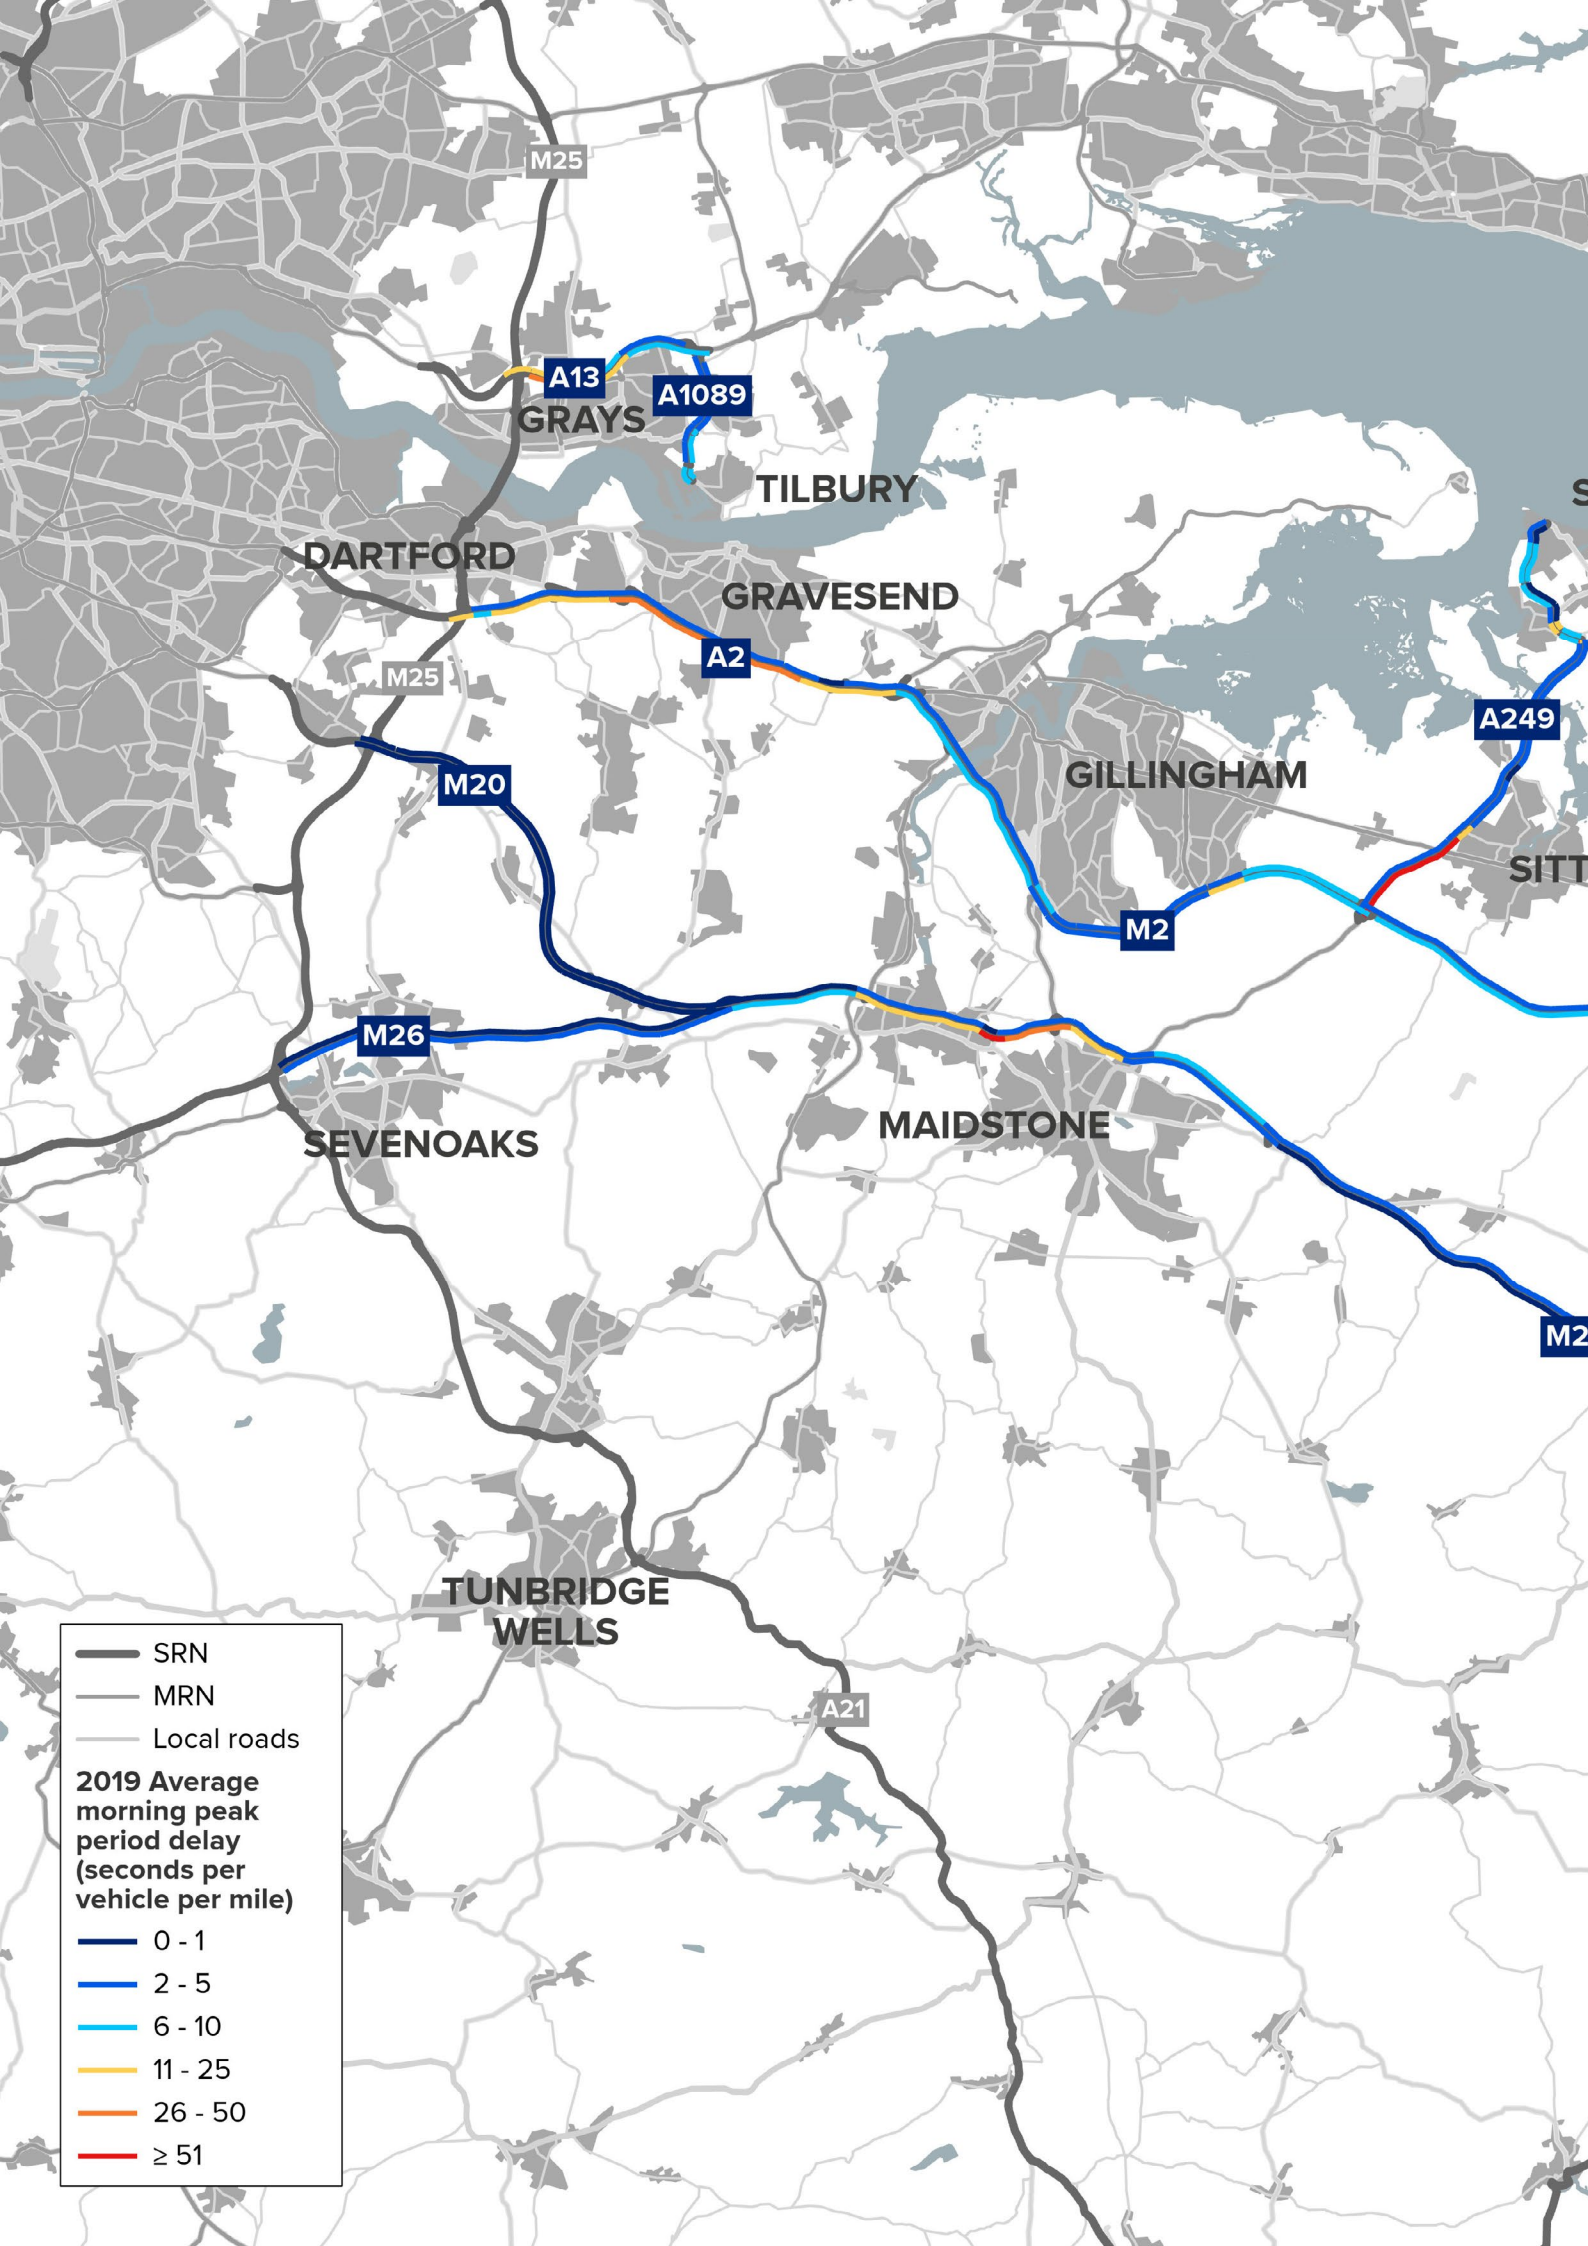 M25
A13
A1089
GRAYS
TILBURY
S
DARTFORD
GRAVESEND
A2
M25
A249
M20
GILLINGHAM
SITT
M2
M26
MAIDSTONE
SEVENOAKS
M2
TUNBRIDGE
WELLS
A21
SRN
MRN
Local roads
2019 Average
morning peak
period delay
(seconds per
vehicle per mile)
0 - 1
2 - 5
6 - 10
11 - 25
26 - 50
≥ 51